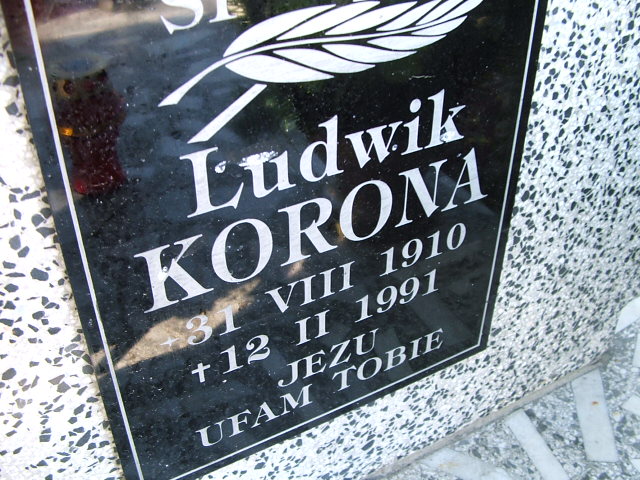 Ludwik
KORONA
*31 VIII 1910
†12 II 1991
JEZU
UFAM TOBIE